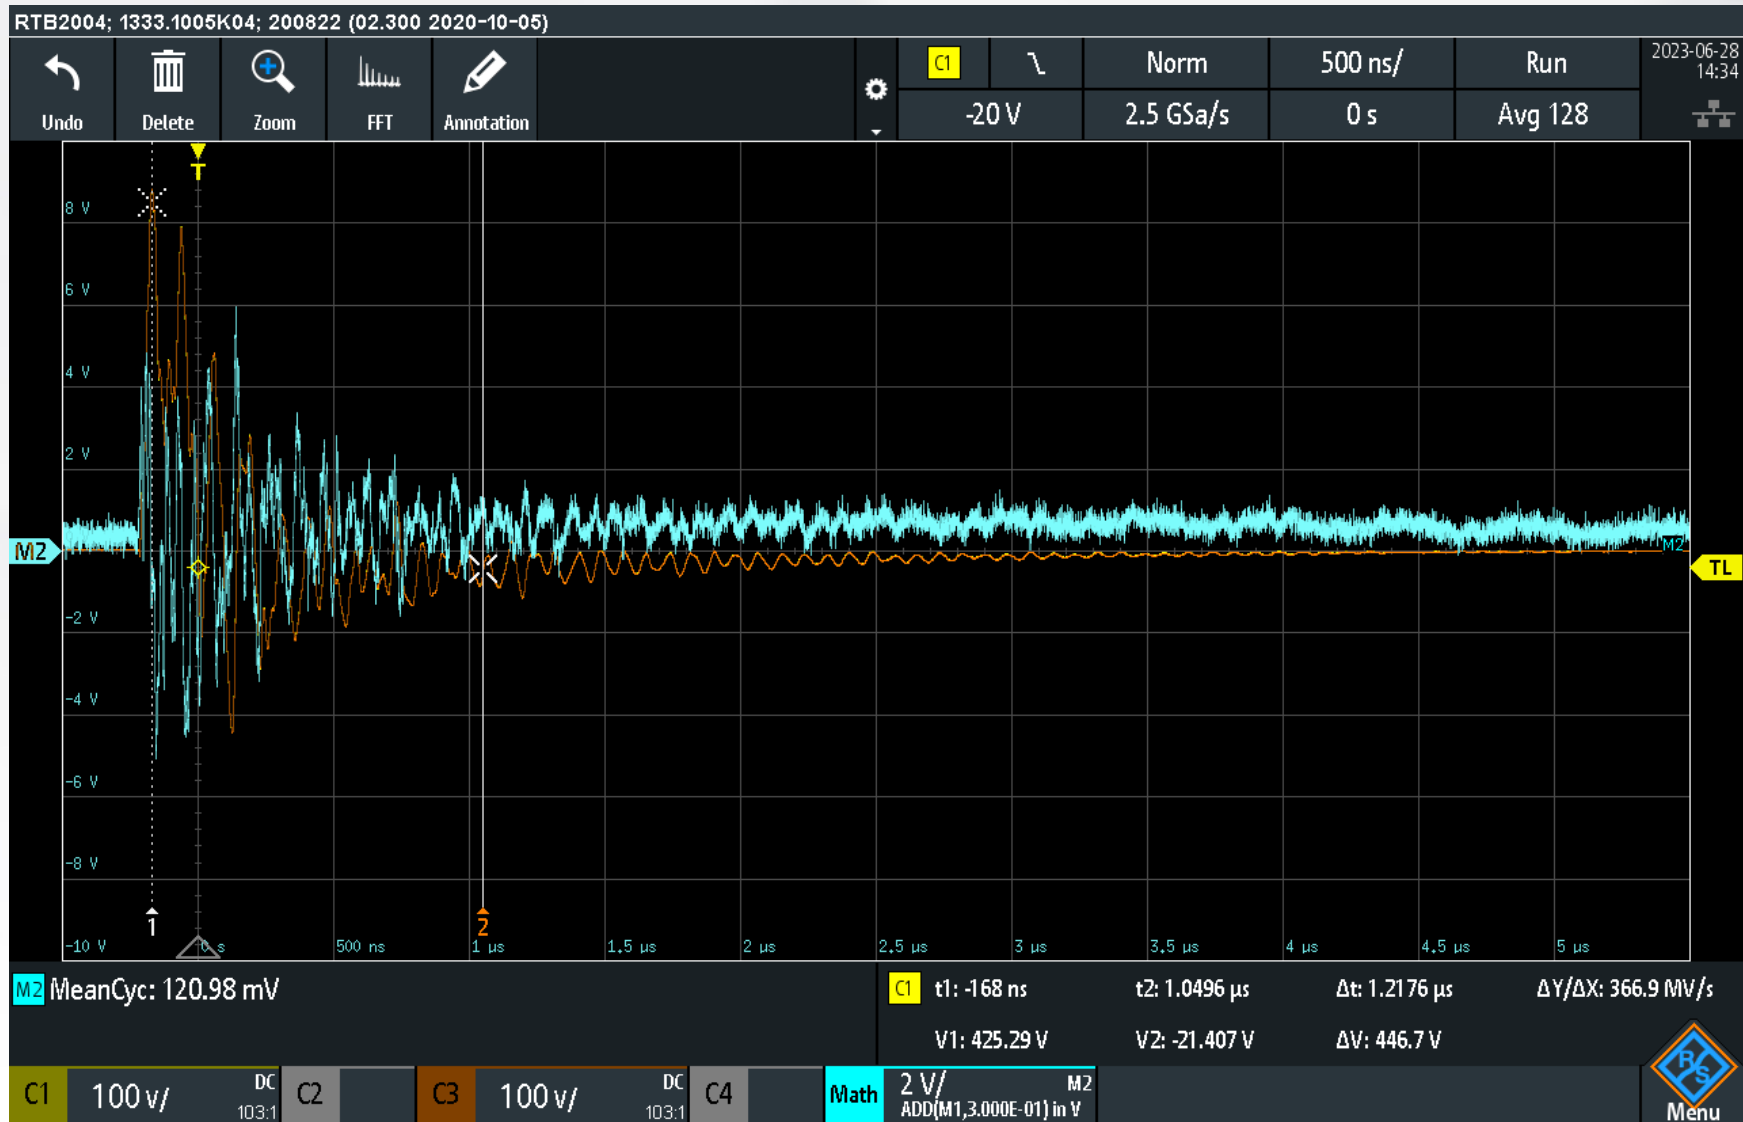 RTB2004; 1333.1005K04; 200822 (02.300 2020-10-05)
Undo
Delete
Zoom
FFT
Annotation
C1
Norm
500 ns/
Run
-20 V
2.5 GSa/s
0 s
Avg 128
2023-06-28
14:34
T
8 V
6 V
4 V
2 V
M2
M2
TL
-2 V
-4 V
-6 V
-8 V
1
2
-10 V
0 s
500 ns
1 µs
1.5 µs
2 µs
2.5 µs
3 µs
3.5 µs
4 µs
4.5 µs
5 µs
M2 MeanCyc: 120.98 mV
C1 t1: -168 ns t2: 1.0496 µs Δt: 1.2176 µs ΔY/ΔX: 366.9 MV/s
V1: 425.29 V V2: -21.407 V ΔV: 446.7 V
C1 100 v/ DC 103:1
C2
C3 100 v/ DC 103:1
C4
Math 2 V/ M2
ADD(M1,3.000E-01) in V
R S
Menu